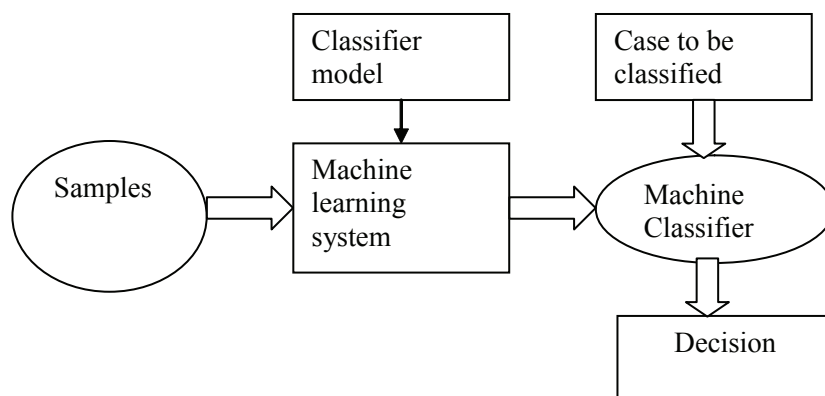 Classifier
model
Case to be
classified
Samples
Machine
learning
system
Machine
Classifier
Decision